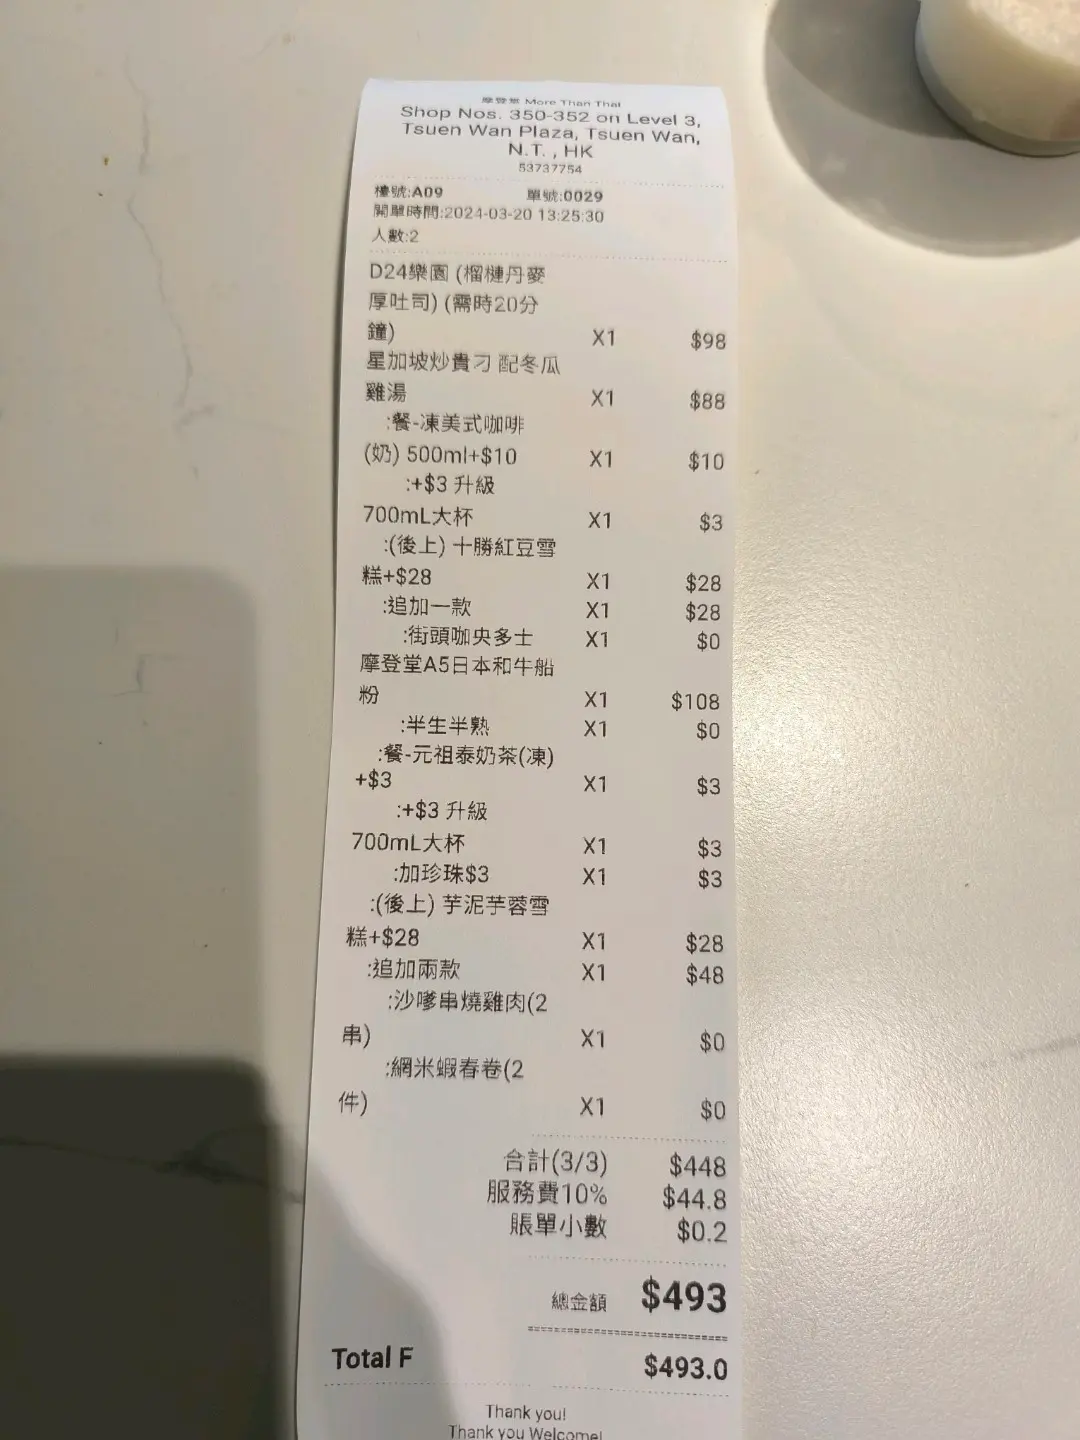 摩登堂 More Than Thai
Shop Nos. 350-352 on Level 3,
Tsuen Wan Plaza, Tsuen Wan,
N.T. , HK
53737754
檯號:A09 單號:0029
開單時間:2024-03-20 13:25:30
人數:2
D24樂園 (榴槤丹麥
厚吐司) (需時20分
鐘) X1 $98
星加坡炒貴刁 配冬瓜
雞湯 X1 $88
:餐-凍美式咖啡
(奶) 500ml+$10 X1 $10
:+$3 升級
700mL大杯 X1 $3
:(後上) 十勝紅豆雪
糕+$28 X1 $28
:追加一款 X1 $28
:街頭咖央多士 X1 $0
摩登堂A5日本和牛船
粉 X1 $108
:半生半熟 X1 $0
:餐-元祖泰奶茶(凍)
+$3 X1 $3
:+$3 升級
700mL大杯 X1 $3
:加珍珠$3 X1 $3
:(後上) 芋泥芋蓉雪
糕+$28 X1 $28
:追加兩款 X1 $48
:沙嗲串燒雞肉(2
串) X1 $0
:網米蝦春卷(2
件) X1 $0
合計(3/3) $448
服務費10% $44.8
賬單小數 $0.2
總金額 $493
Total F $493.0
Thank you!
Thank you Welcome!